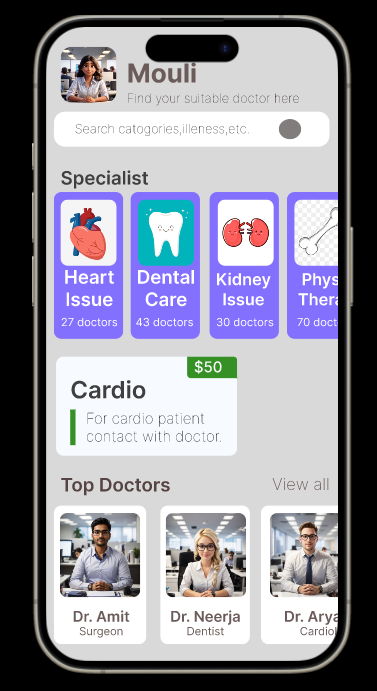 Mouli
Find your suitable doctor here
Search catogories,illeness,etc.
Specialist
Heart
Issue
27 doctors
Dental
Care
43 doctors
Kidney
Issue
30 doctors
Phys
Thera
70 doct
$50
Cardio
For cardio patient
contact with doctor.
Top Doctors
View all
Dr. Amit
Surgeon
Dr. Neerja
Dentist
Dr. Arya
Cardiol